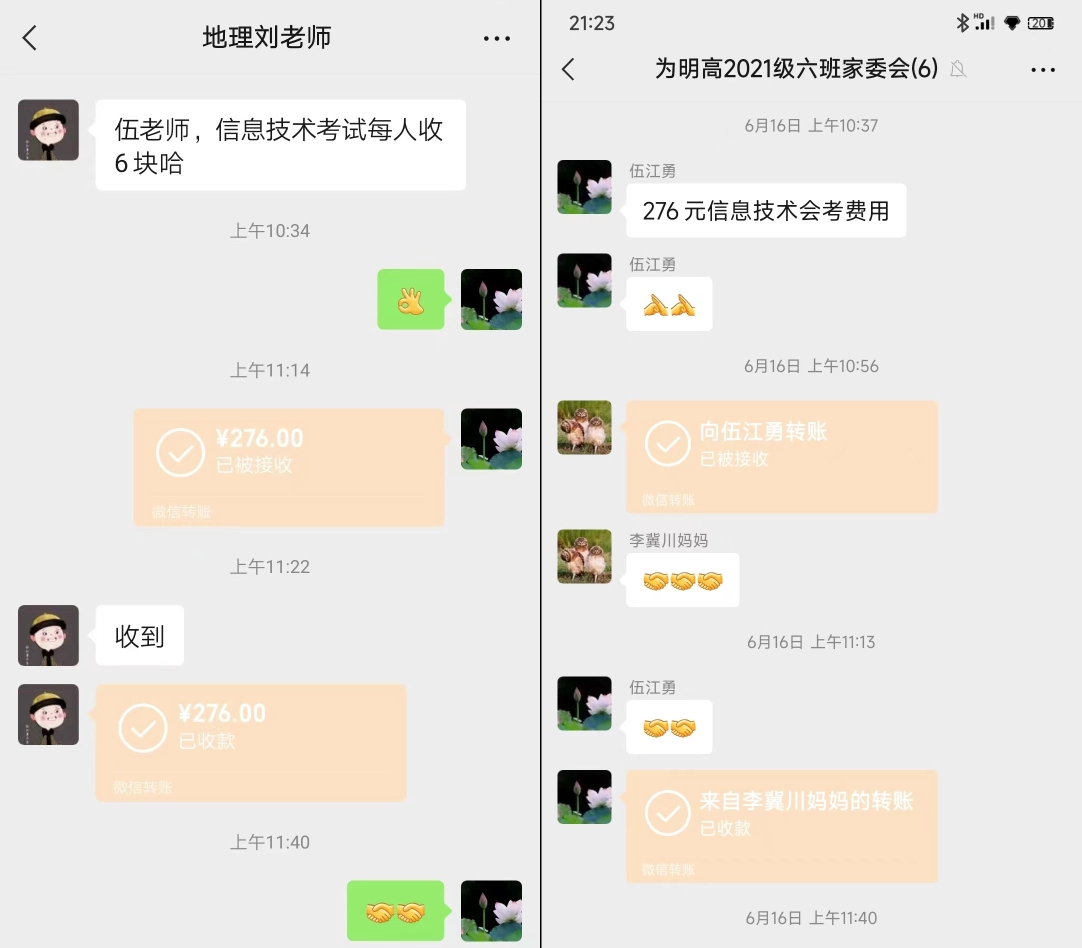 地理刘老师
伍老师，信息技术考试每人收
6块哈
上午10:34
上午11:14
¥276.00
已被接收
微信转账
上午11:22
收到
¥276.00
已收款
微信转账
上午11:40
21:23
HD
20
为明高2021级六班家委会(6)
6月16日 上午10:37
伍江勇
276元信息技术会考费用
伍江勇
6月16日 上午10:56
向伍江勇转账
已被接收
微信转账
李冀川妈妈
6月16日 上午11:13
伍江勇
来自李冀川妈妈的转账
已收款
微信转账
6月16日 上午11:40